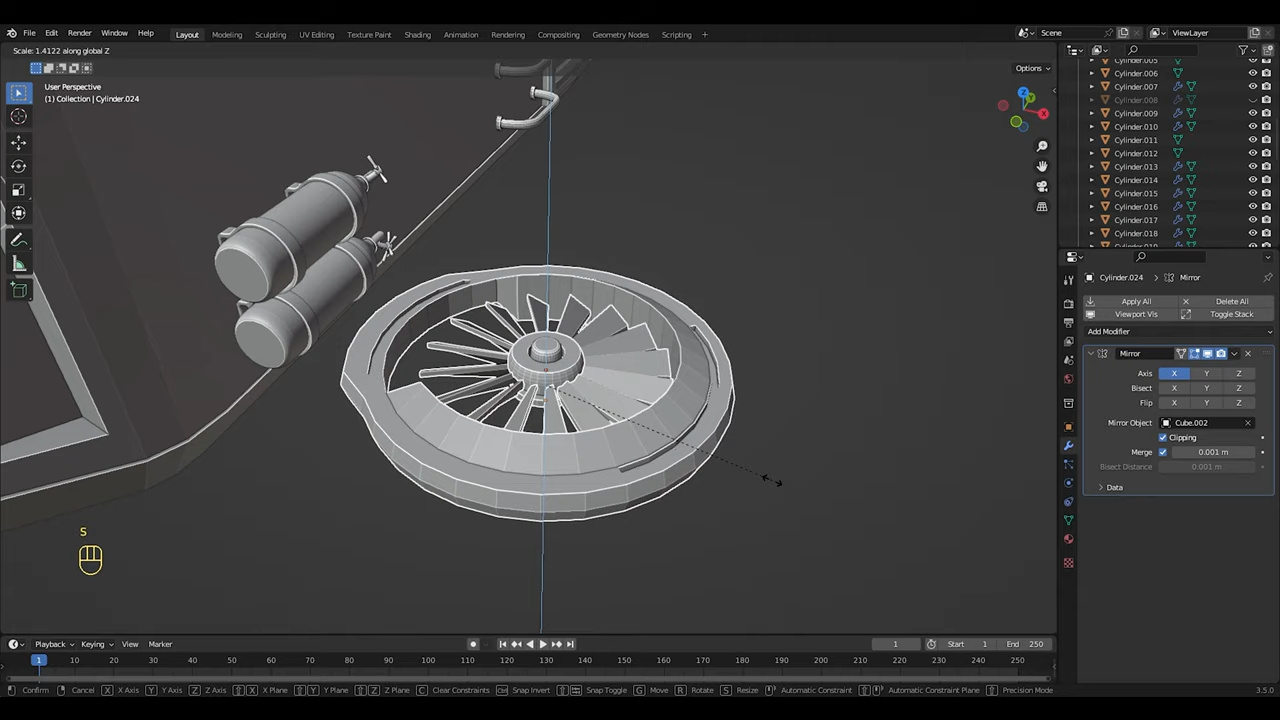 File Edit Render Window Help Layout Modeling Sculpting UV Editing Texture Paint Shading Animation Rendering Compositing Geometry Nodes Scripting + Scene ViewLayer
Scale: 1.4122 along global Z
Options
User Perspective
(1) Collection | Cylinder.024
Z
Y
X
Cylinder.005
Cylinder.006
Cylinder.007
Cylinder.008
Cylinder.009
Cylinder.010
Cylinder.011
Cylinder.012
Cylinder.013
Cylinder.014
Cylinder.015
Cylinder.016
Cylinder.017
Cylinder.018
Cylinder.024 > Mirror
Apply All Delete All
Viewport Vis Toggle Stack
Add Modifier
Mirror
Axis X Y Z
Bisect X Y Z
Flip X Y Z
Mirror Object Cube.002
Clipping
Merge 0.001 m
Bisect Distance 0.001 m
Data
S
Playback Keying View Marker 1 Start 1 End 250
1 10 20 30 40 50 60 70 80 90 100 110 120 130 140 150 160 170 180 190 200 210 220 230 240 250
Confirm Cancel X X Axis Y Y Axis Z Z Axis X X Plane Y Y Plane Z Z Plane C Clear Constraints Snap Invert Snap Toggle G Move R Rotate S Resize Automatic Constraint Automatic Constraint Plane Precision Mode 3.5.0